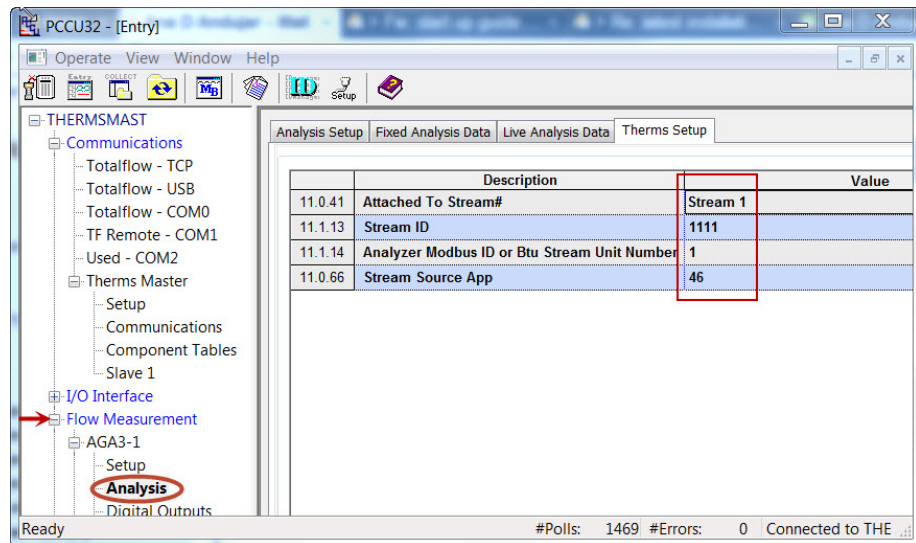 PCCU32 - [Entry]
Operate View Window Help
Entry COLLECT MB ID Setup
THERMSMAST
Communications
Totalflow - TCP
Totalflow - USB
Totalflow - COM0
TF Remote - COM1
Used - COM2
Therms Master
Setup
Communications
Component Tables
Slave 1
I/O Interface
Flow Measurement
AGA3-1
Setup
Analysis
Digital Outputs
Analysis Setup Fixed Analysis Data Live Analysis Data Therms Setup
Description Value
11.0.41 Attached To Stream# Stream 1
11.1.13 Stream ID 1111
11.1.14 Analyzer Modbus ID or Btu Stream Unit Number 1
11.0.66 Stream Source App 46
Ready #Polls: 1469 #Errors: 0 Connected to THE